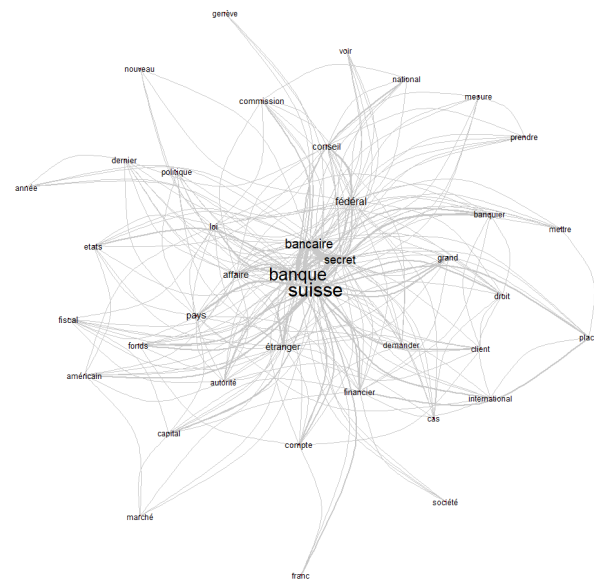 genrève
voir
nouveau
national
commission
mesure
prendre
conseil
dernier
politique
année
fédéral
banquier
loi
mettre
etats
bancaire
secret
grand
affaire
banque
suisse
droit
pays
fiscal
plac
fonds
étranger
demander
client
américain
autorité
financier
international
cas
capital
compte
société
marché
franc